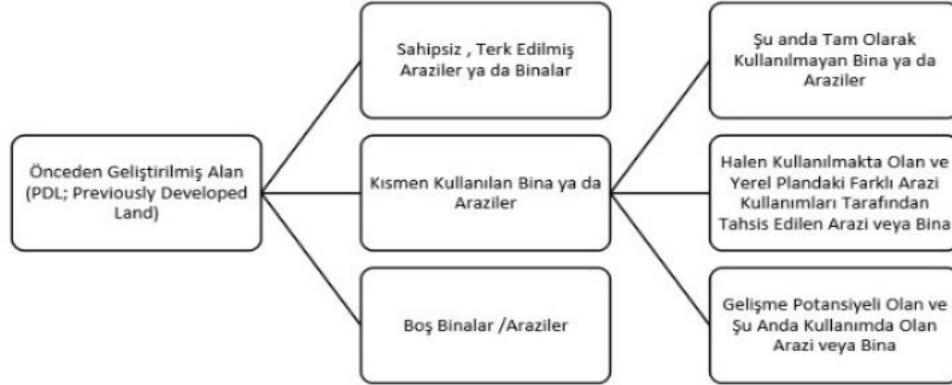 Önceden Geliştirilmiş Alan
(PDL; Previously Developed
Land)
Sahipsiz , Terk Edilmiş
Araziler ya da Binalar
Kısmen Kullanılan Bina ya da
Araziler
Boş Binalar /Araziler
Şu anda Tam Olarak
Kullanılmayan Bina ya da
Araziler
Halen Kullanılmakta Olan ve
Yerel Plandaki Farklı Arazi
Kullanımları Tarafından
Tahsis Edilen Arazi veya Bina
Gelişme Potansiyeli Olan ve
Şu Anda Kullanımda Olan
Arazi veya Bina